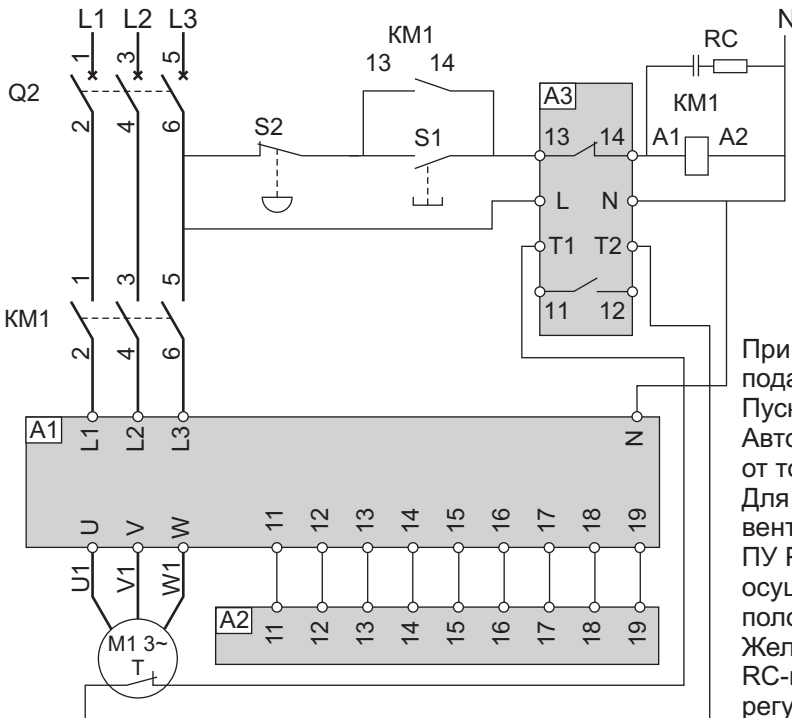 L1 L2 L3
N
1 3 5
Q2
2 4 6
S2
KM1
13 14
S1
RC
KM1
A1 A2
A3
13 14
L N
T1 T2
11 12
1 3 5
KM1
2 4 6
A1
L1 L2 L3
N
U V W
11 12 13 14 15 16 17 18 19
U1 V1 W1
A2
11 12 13 14 15 16 17 18 19
M1 3~
T
При
пода
Пуск
Авто
от то
Для
вент
ПУ F
осущ
поло
Жел
RC-
регу